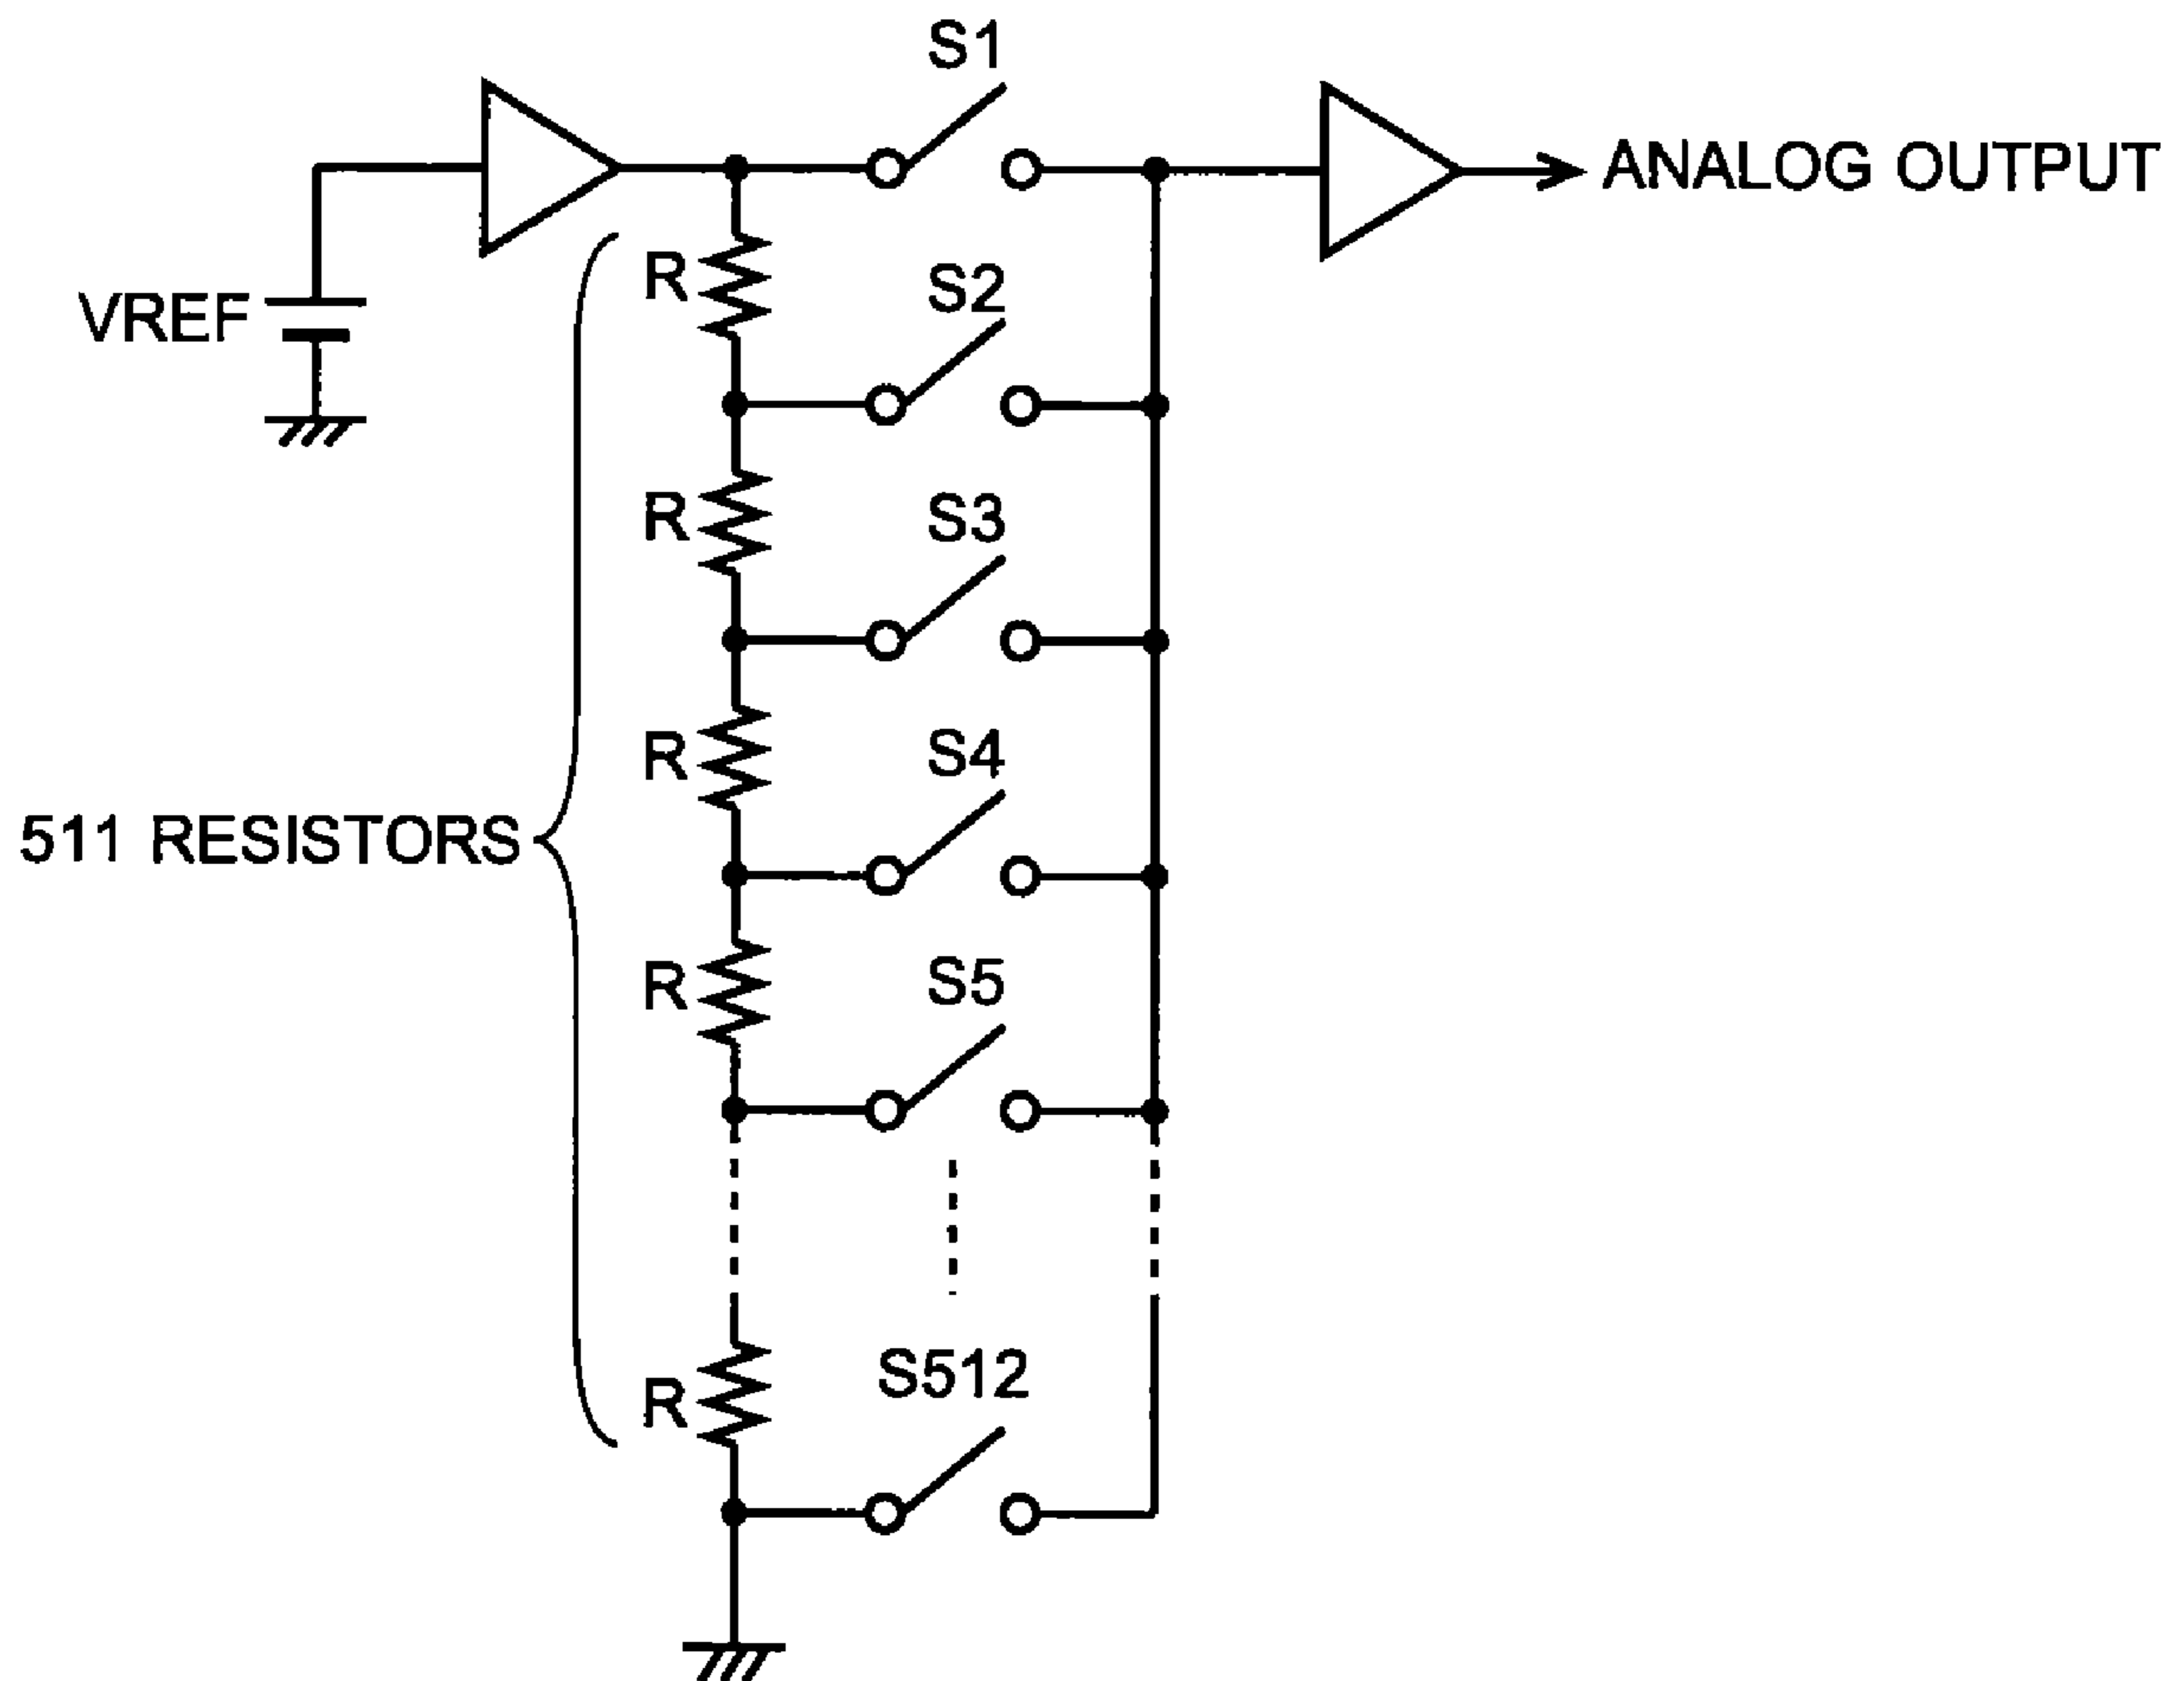 S1
ANALOG OUTPUT
R
S2
VREF
R
S3
R
S4
511 RESISTORS
R
S5
R
S512